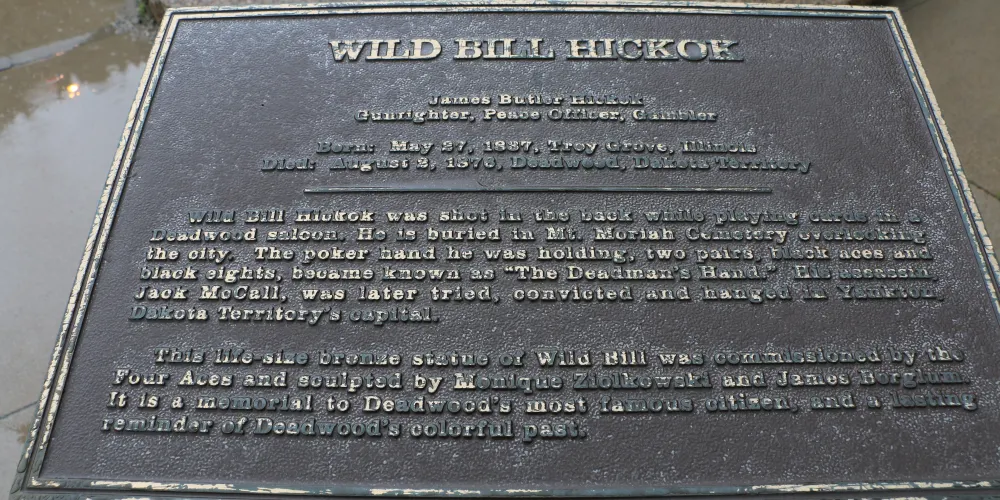 WILD BILL HICKOK
James Butler Hickok
Gunfighter, Peace Officer, Gambler
Born: May 27, 1837, Troy Grove, Illinois
Died: August 2, 1876, Deadwood, Dakota Territory
Wild Bill Hickok was shot in the back while playing cards in a
Deadwood saloon. He is buried in Mt. Moriah Cemetery overlooking
the city. The poker hand he was holding, two pairs, black aces and
black eights, became known as "The Deadman's Hand." His assassin,
Jack McCall, was later tried, convicted and hanged in Yankton,
Dakota Territory's capital.
This life-size bronze statue of Wild Bill was commissioned by the
Four Aces and sculpted by Monique Ziolkowski and James Borglum.
It is a memorial to Deadwood's most famous citizen, and a lasting
reminder of Deadwood's colorful past.